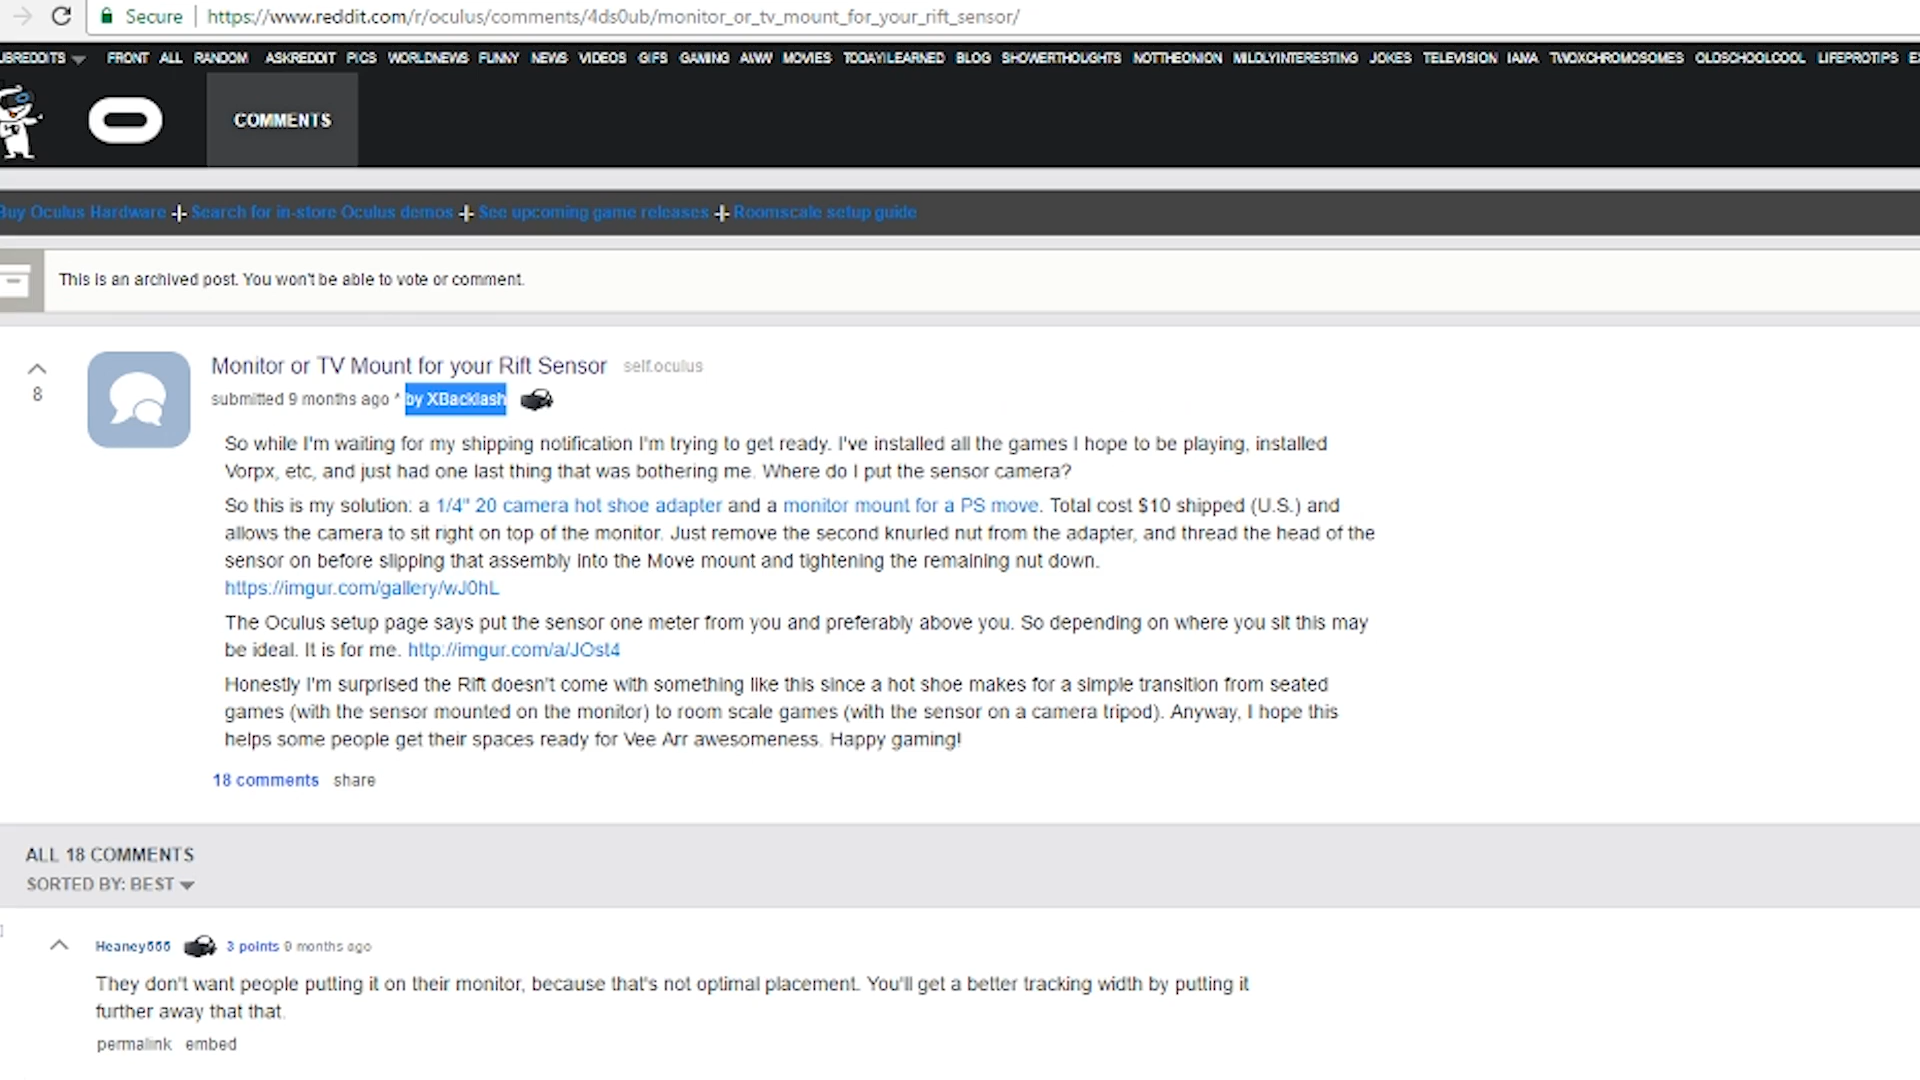 Secure https://www.reddit.com/r/oculus/comments/4ds0ub/monitor_or_tv_mount_for_your_rift_sensor/
UBREDDITS FRONT ALL RANDOM ASKREDDIT PICS WORLDNEWS FUNNY NEWS VIDEOS GIFS GAMING AWW MOVIES TODAYILEARNED BLOG SHOWERTHOUGHTS NOTTHEONION MILDLYINTERESTING JOKES TELEVISION IAMA TWOXCHROMOSOMES OLDSCHOOLCOOL LIFEPROTIPS
COMMENTS
Buy Oculus Hardware + Search for in-store Oculus demos + See upcoming game releases + Roomscale setup guide
This is an archived post. You won't be able to vote or comment.
Monitor or TV Mount for your Rift Sensor self.oculus
8
submitted 9 months ago * by XBacklash
So while I'm waiting for my shipping notification I'm trying to get ready. I've installed all the games I hope to be playing, installed
Vorpx, etc, and just had one last thing that was bothering me. Where do I put the sensor camera?
So this is my solution: a 1/4" 20 camera hot shoe adapter and a monitor mount for a PS move. Total cost $10 shipped (U.S.) and
allows the camera to sit right on top of the monitor. Just remove the second knurled nut from the adapter, and thread the head of the
sensor on before slipping that assembly into the Move mount and tightening the remaining nut down.
https://imgur.com/gallery/wJ0hL
The Oculus setup page says put the sensor one meter from you and preferably above you. So depending on where you sit this may
be ideal. It is for me. http://imgur.com/a/JOst4
Honestly I'm surprised the Rift doesn't come with something like this since a hot shoe makes for a simple transition from seated
games (with the sensor mounted on the monitor) to room scale games (with the sensor on a camera tripod). Anyway, I hope this
helps some people get their spaces ready for Vee Arr awesomeness. Happy gaming!
18 comments share
ALL 18 COMMENTS
SORTED BY: BEST
Heaney555 3 points 9 months ago
They don't want people putting it on their monitor, because that's not optimal placement. You'll get a better tracking width by putting it
further away that that.
permalink embed